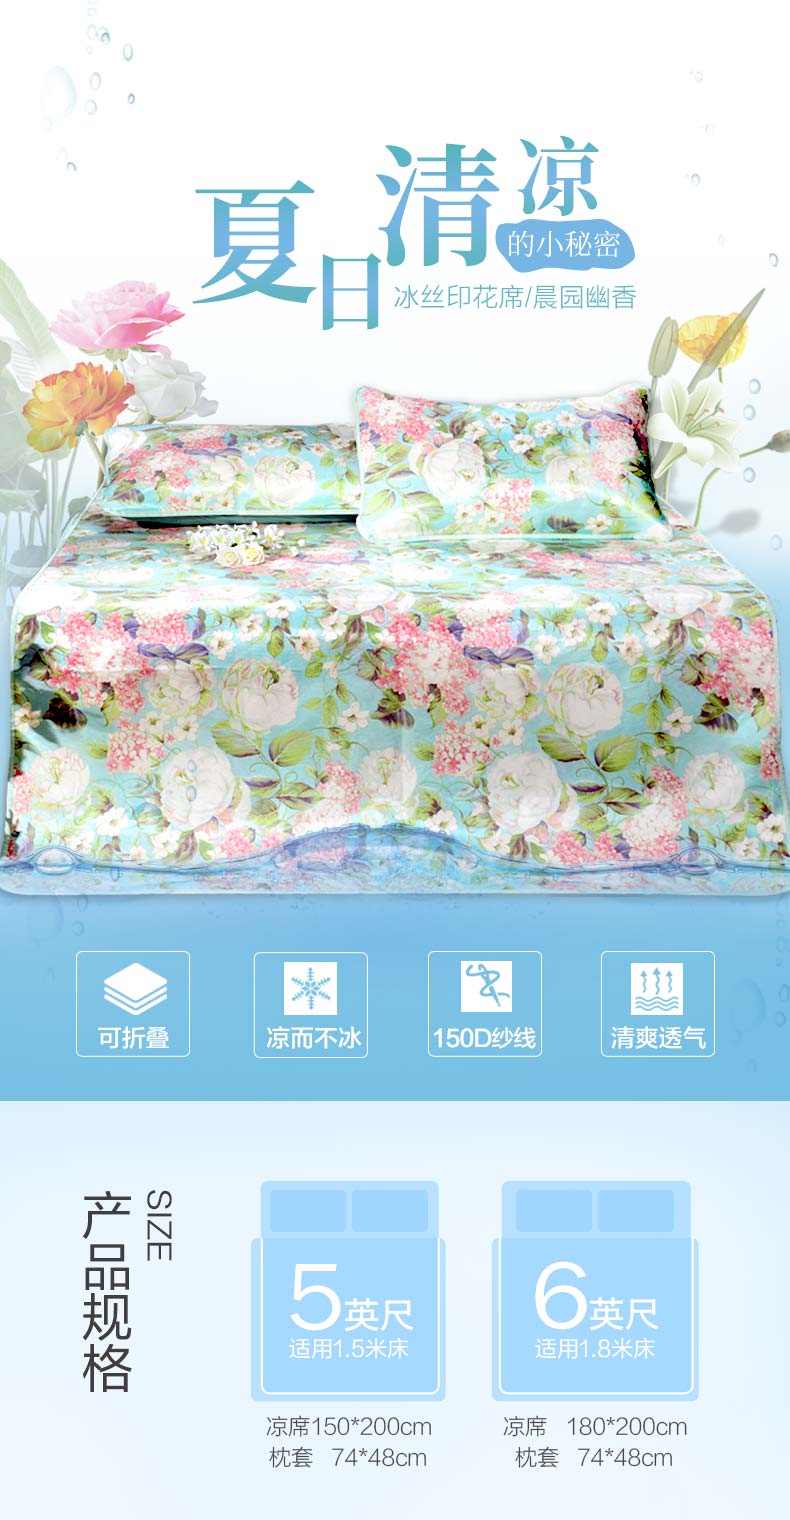 夏日清凉
的小秘密
冰丝印花席/晨园幽香
可折叠
凉而不冰
150D纱线
清爽透气
产品规格
SIZE
5英尺
适用1.5米床
凉席150*200cm
枕套 74*48cm
6英尺
适用1.8米床
凉席 180*200cm
枕套 74*48cm